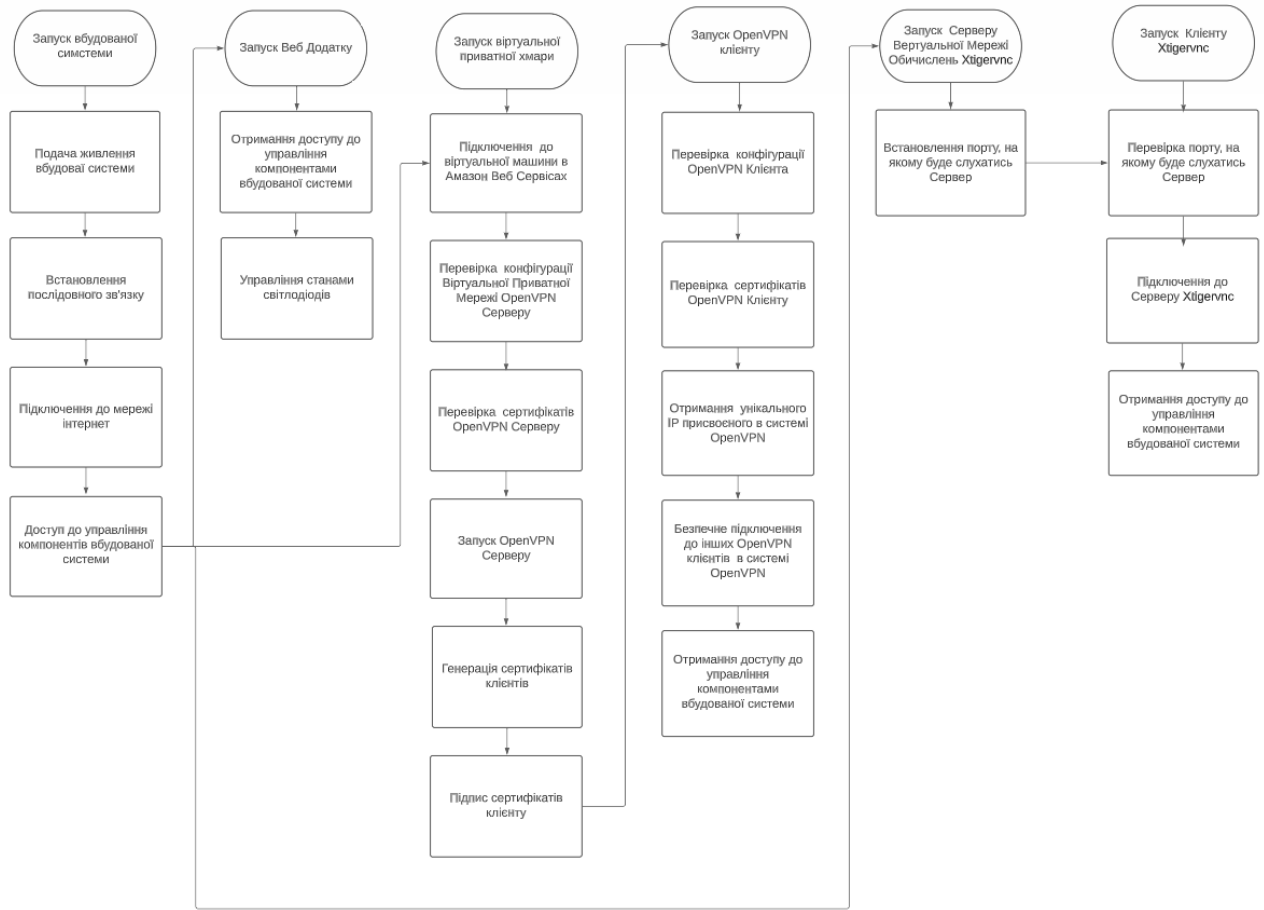 Запуск вбудованої
симстеми
Подача живлення
вбудоваї системи
Встановлення
послідовного зв'язку
Підключення до мережі
інтернет
Доступ до управління
компонентів вбудованої
системи
Запуск Веб Додатку
Отримання доступу до
управління
компонентами
вбудованої системи
Управління станами
світлодіодів
Запуск віртуальної
приватної хмари
Підключення до
віртуальної машини в
Амазон Веб Сервісах
Перевірка конфігурації
Віртуальної Приватної
Мережі OpenVPN
Серверу
Перевірка сертифікатів
OpenVPN Серверу
Запуск OpenVPN
Серверу
Генерація сертифікатів
клієнтів
Підпис сертифікатів
клієнту
Запуск OpenVPN
клієнту
Перевірка конфігурації
OpenVPN Клієнта
Перевірка сертифікатів
OpenVPN Клієнту
Отримання унікального
IP присвоєного в системі
OpenVPN
Безпечне підключення
до інших OpenVPN
клієнтів в системі
OpenVPN
Отримання доступу до
управління
компонентами
вбудованої системи
Запуск Серверу
Вертуальної Мережі
Обичислень Xtigervnc
Встановлення порту, на
якому буде слухатись
Сервер
Запуск Клієнту
Xtigervnc
Перевірка порту, на
якому буде слухатись
Сервер
Підключення до
Серверу Xtigervnc
Отримання доступу до
управління
компонентами
вбудованої системи